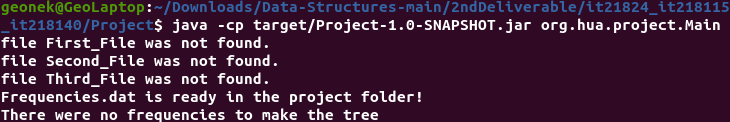 geonek@GeoLaptop:~/Downloads/Data-Structures-main/2ndDeliverable/it21824_it218115
_it218140/Project$ java -cp target/Project-1.0-SNAPSHOT.jar org.hua.project.Main
file First_File was not found.
file Second_File was not found.
file Third_File was not found.
Frequencies.dat is ready in the project folder!
There were no frequencies to make the tree